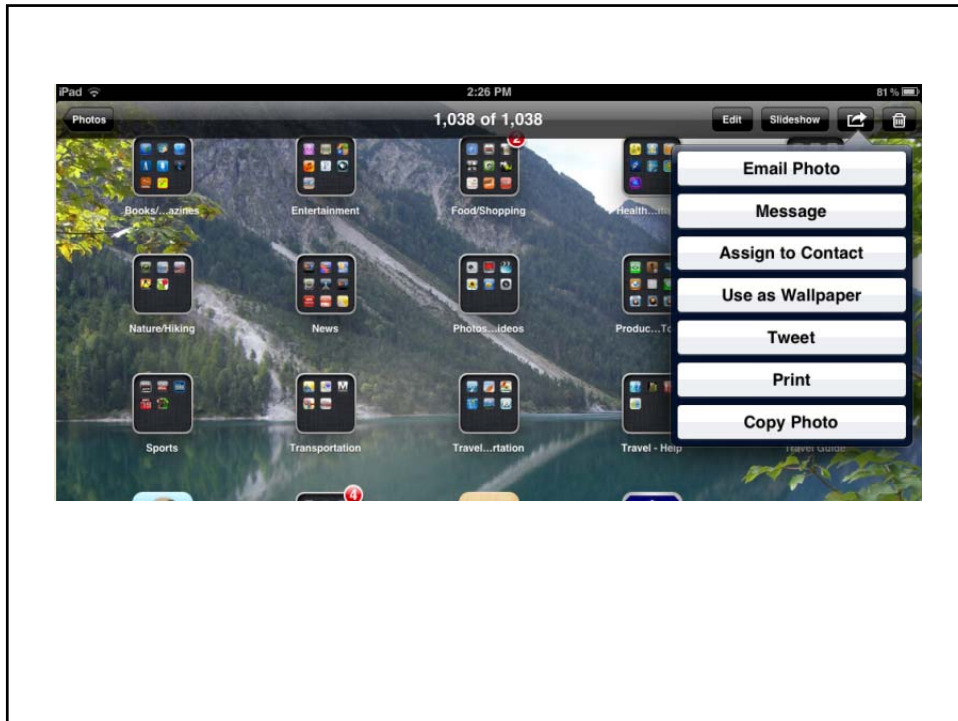 iPad 2:26 PM 81%
Photos 1,038 of 1,038 Edit Slideshow
2
Email Photo
Message
Assign to Contact
Use as Wallpaper
Tweet
Print
Copy Photo
Books/...azines Entertainment Food/Shopping
Nature/Hiking News Photos...ideos
Sports Transportation Travel...rtation Travel - Help Travel Guide
4